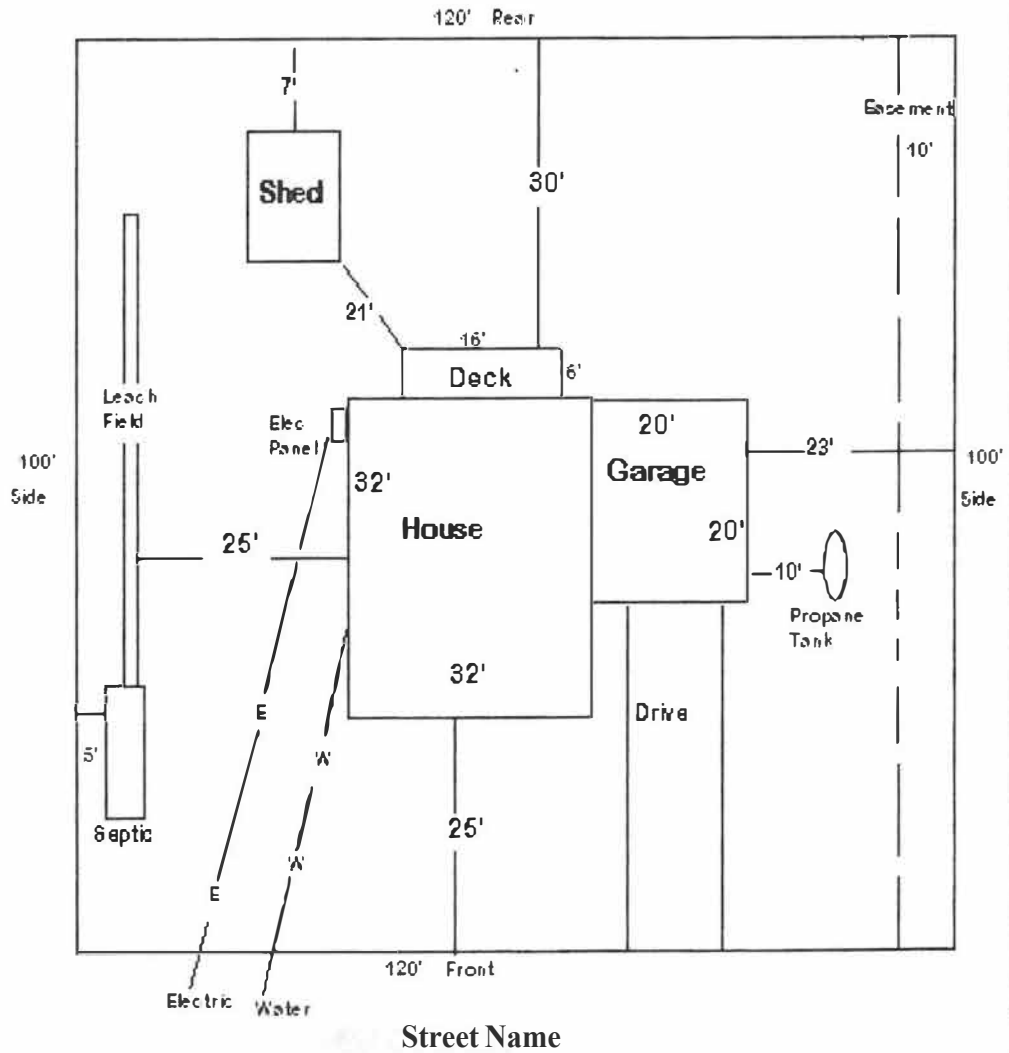 120' Rear
7'
Easement
10'
Shed
30'
21'
16'
Deck
6'
Leach
Field
Elec
Panel
20'
Garage
23'
100'
Side
100'
Side
32'
House
20'
25'
10'
Propane
Tank
32'
Drive
E
W
5'
Septic
25'
W
E
120' Front
Electric
Water
Street Name